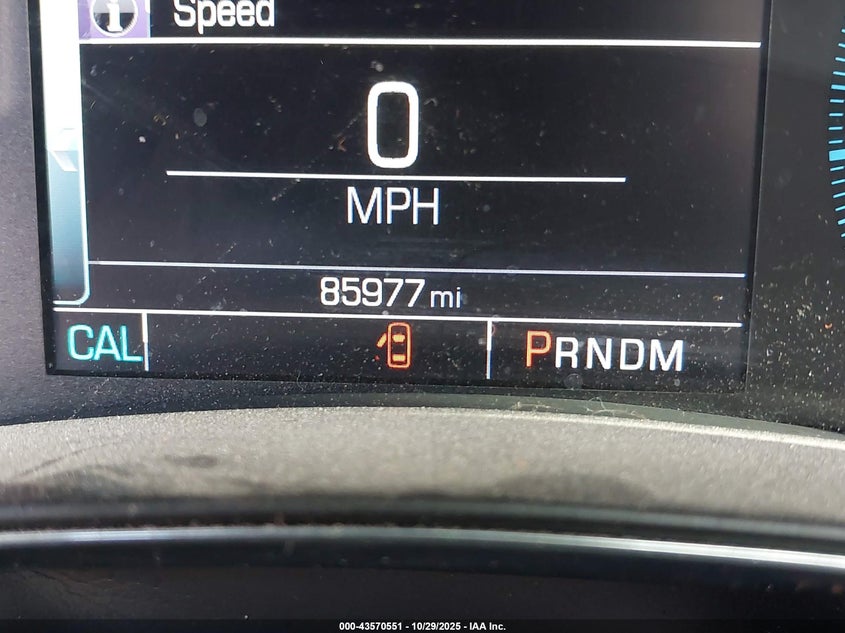 Speed
0
MPH
85977 mi
CAL
PRNDM
000-43570551 - 10/29/2025 - IAA Inc.